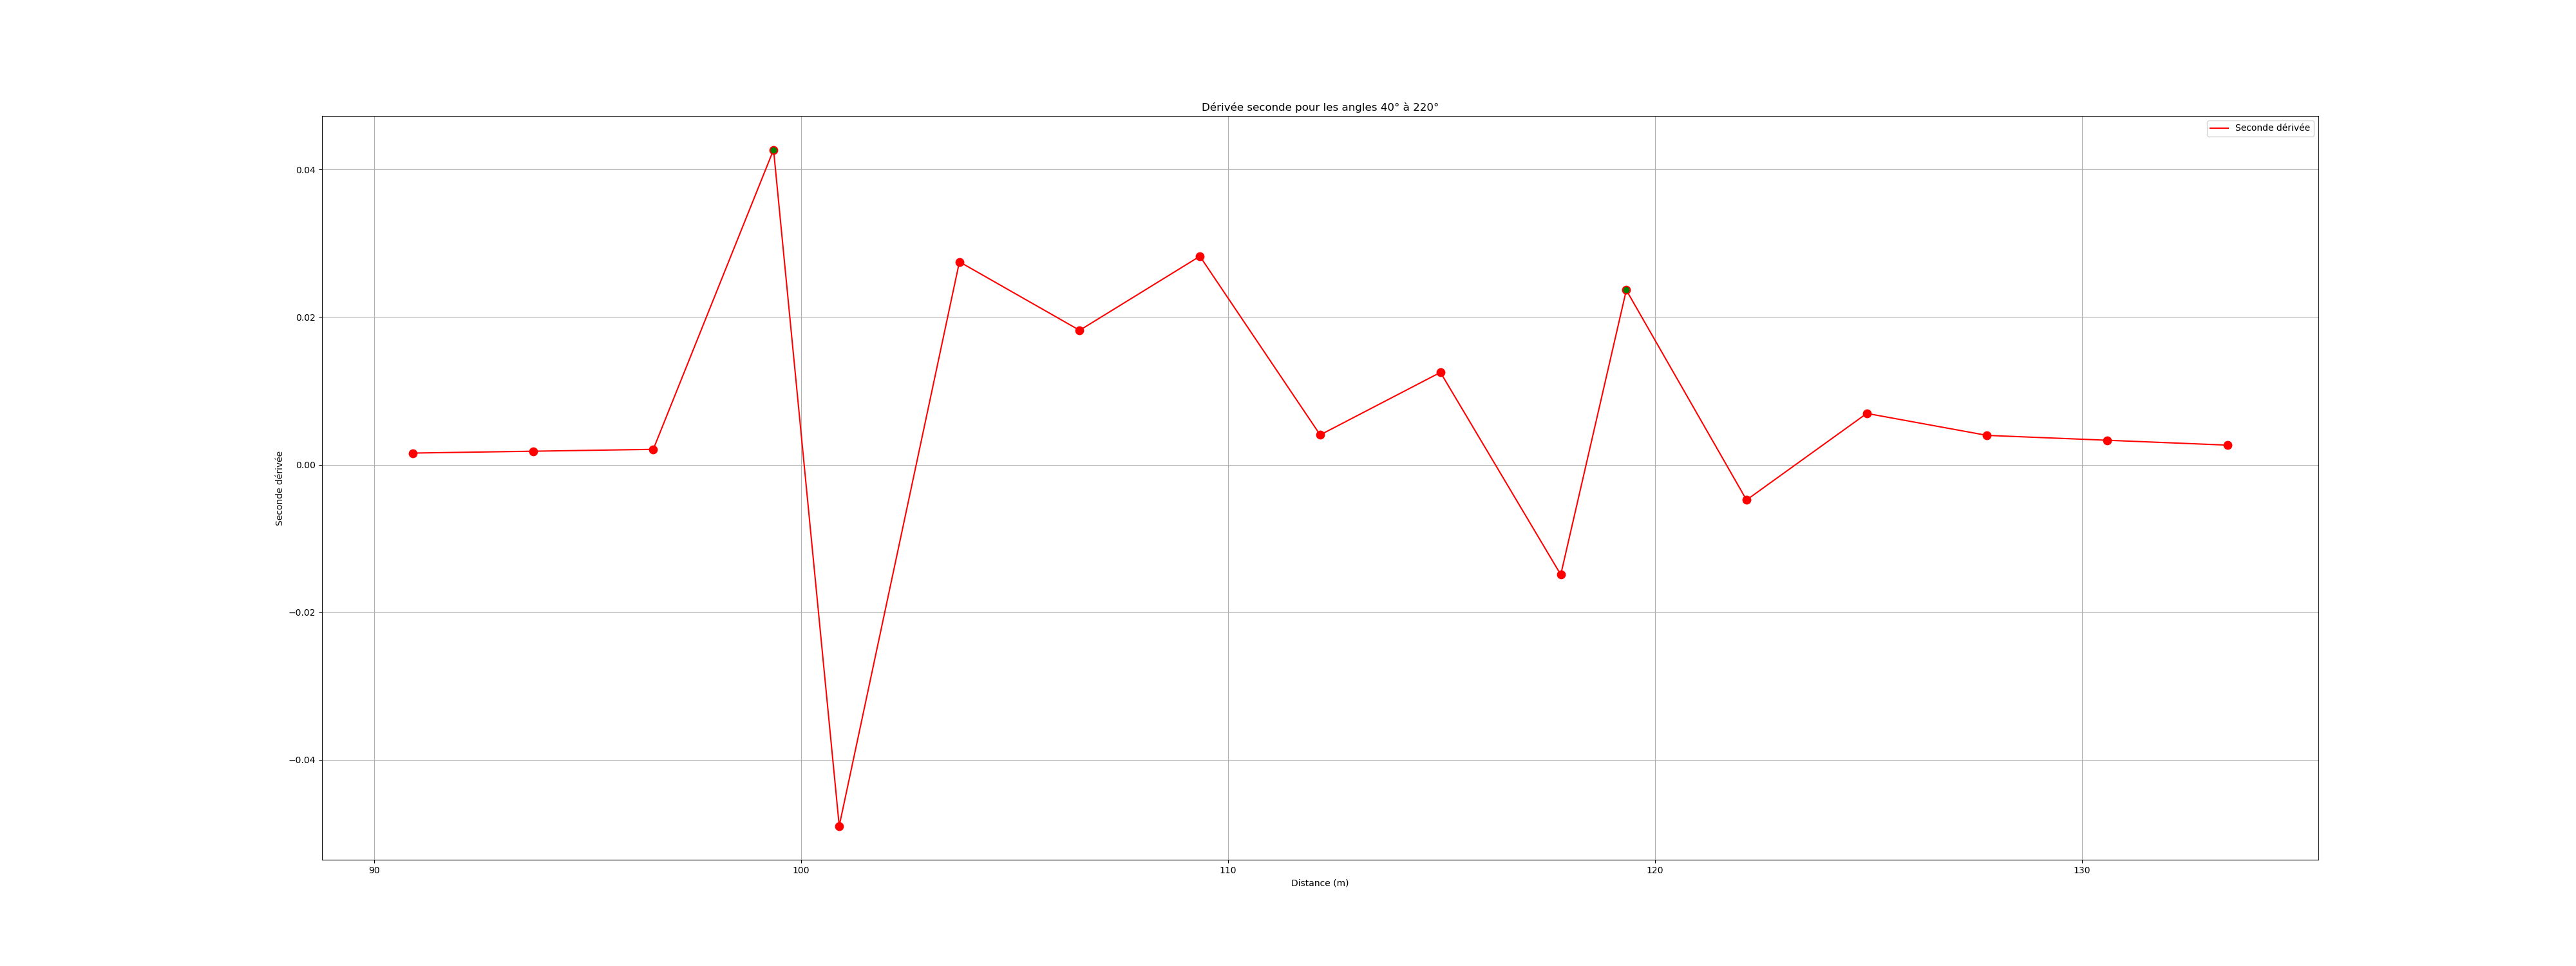 Dérivée seconde pour les angles 40° à 220°
Seconde dérivée
0.04
0.02
0.00
−0.02
−0.04
Seconde dérivée
90
100
110
120
130
Distance (m)